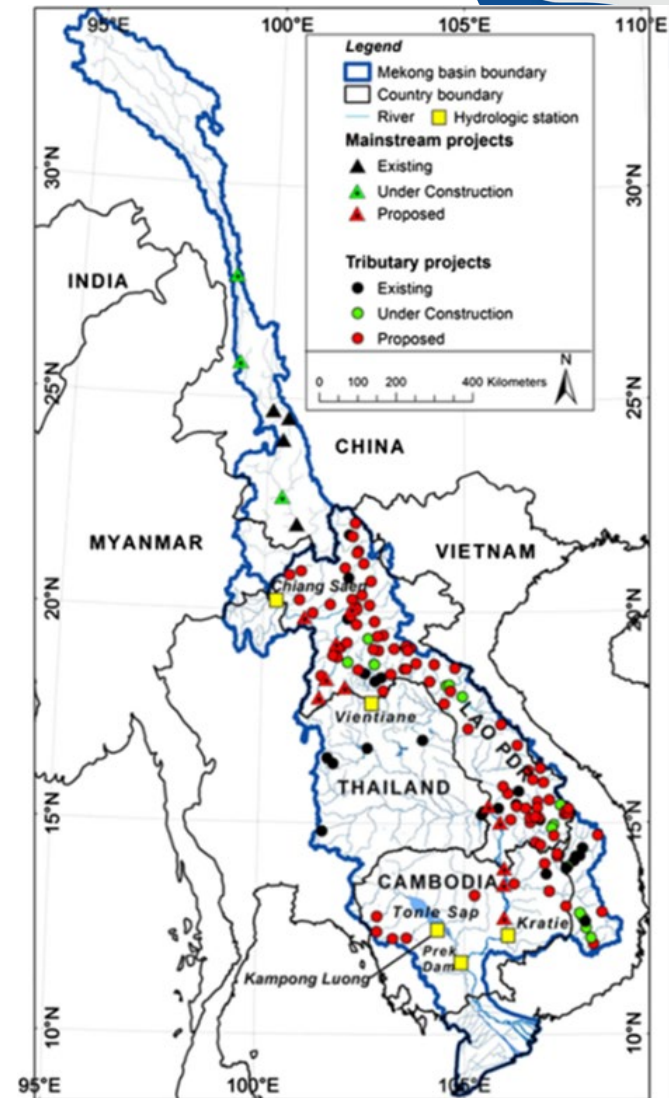 95°E 100°E 105°E 110°E
Legend
Mekong basin boundary
Country boundary
River Hydrologic station
Mainstream projects
Existing
Under Construction
Proposed
Tributary projects
Existing
Under Construction
Proposed
N
0 100 200 400 Kilometers
30°N 30°N
INDIA
25°N 25°N
CHINA
MYANMAR
VIETNAM
20°N 20°N
Chiang Saen
Vientiane
LAO PDR
THAILAND
15°N 15°N
CAMBODIA
Tonle Sap
Kratie
Prek
Dam
Kampong Luong
10°N 10°N
95°E 100°E 105°E 110°E